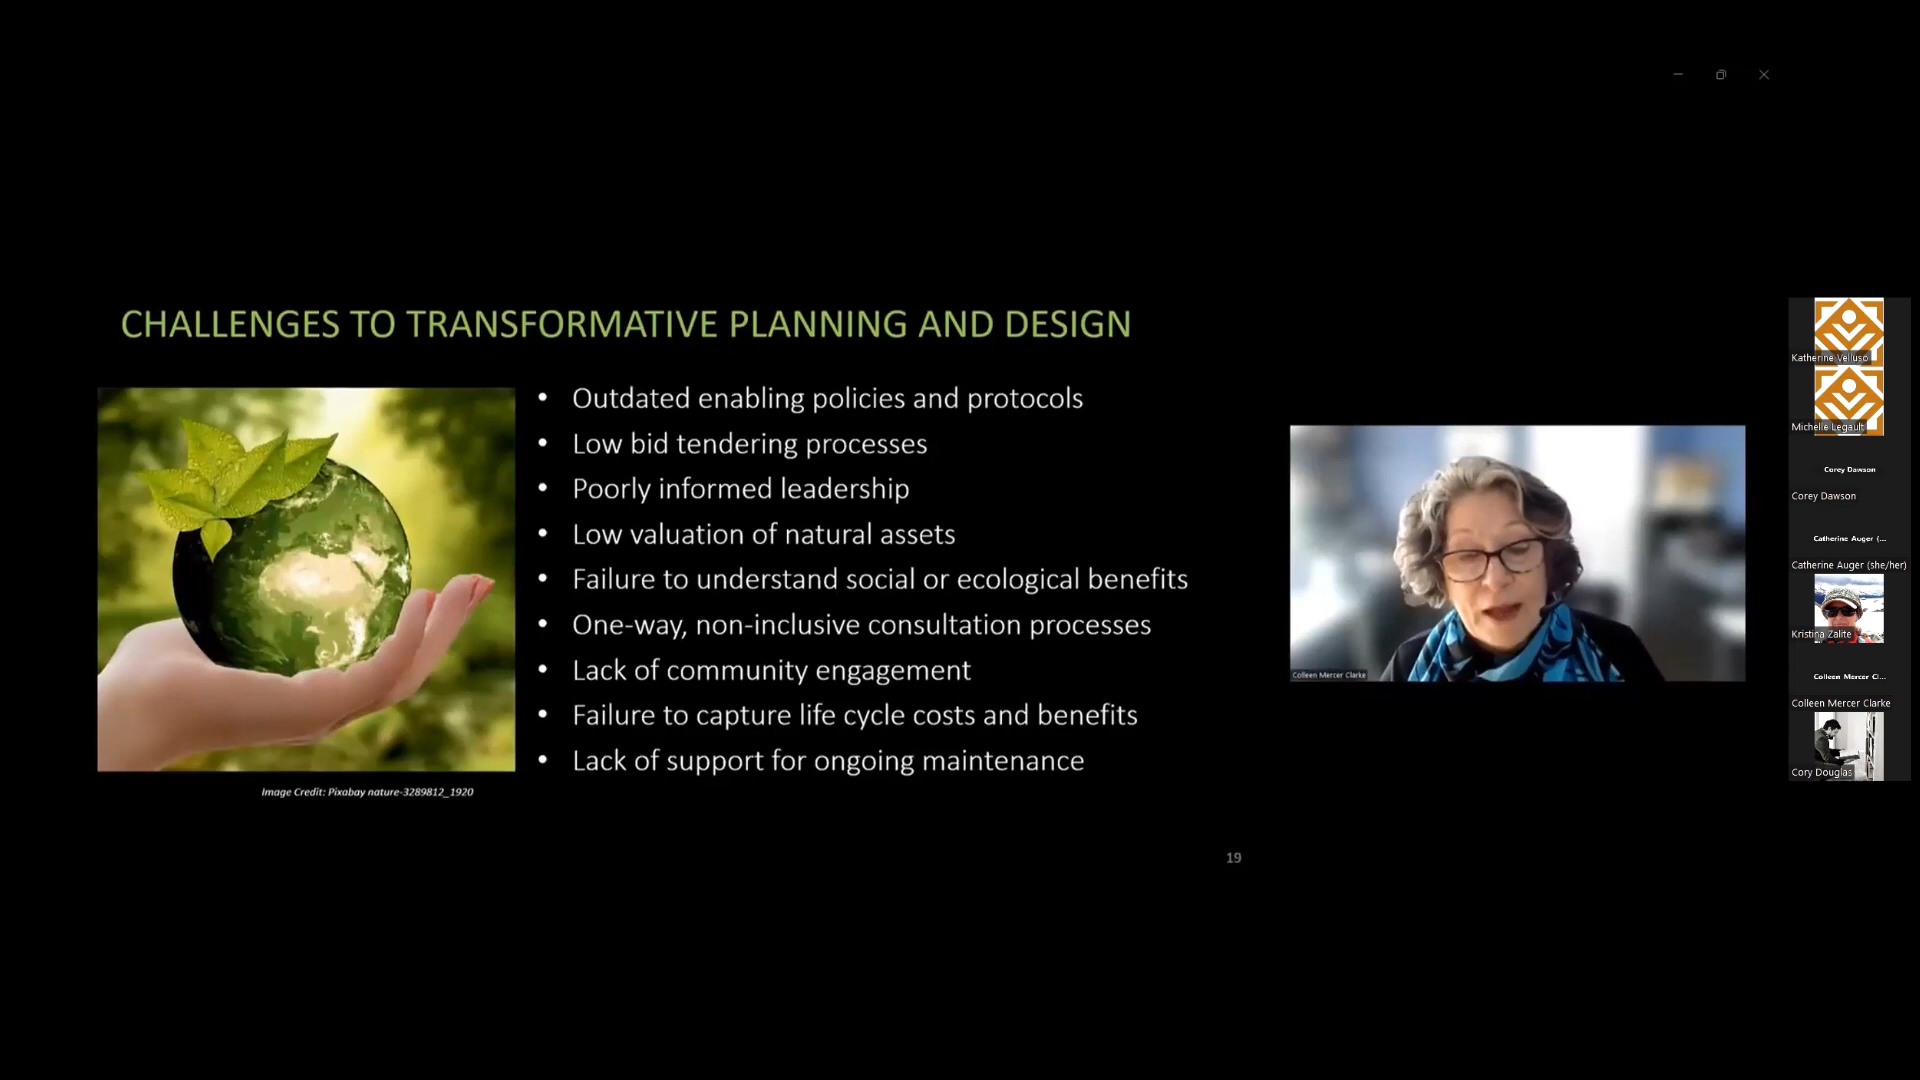 CHALLENGES TO TRANSFORMATIVE PLANNING AND DESIGN
• Outdated enabling policies and protocols
• Low bid tendering processes
• Poorly informed leadership
• Low valuation of natural assets
• Failure to understand social or ecological benefits
• One-way, non-inclusive consultation processes
• Lack of community engagement
• Failure to capture life cycle costs and benefits
• Lack of support for ongoing maintenance
Image Credit: Pixabay nature-3289812_1920
19
Colleen Mercer Clarke
Katherine Velluso
Michelle Legault
Corey Dawson
Corey Dawson
Catherine Auger (...
Catherine Auger (she/her)
Kristina Zalite
Colleen Mercer Cl...
Colleen Mercer Clarke
Cory Douglas